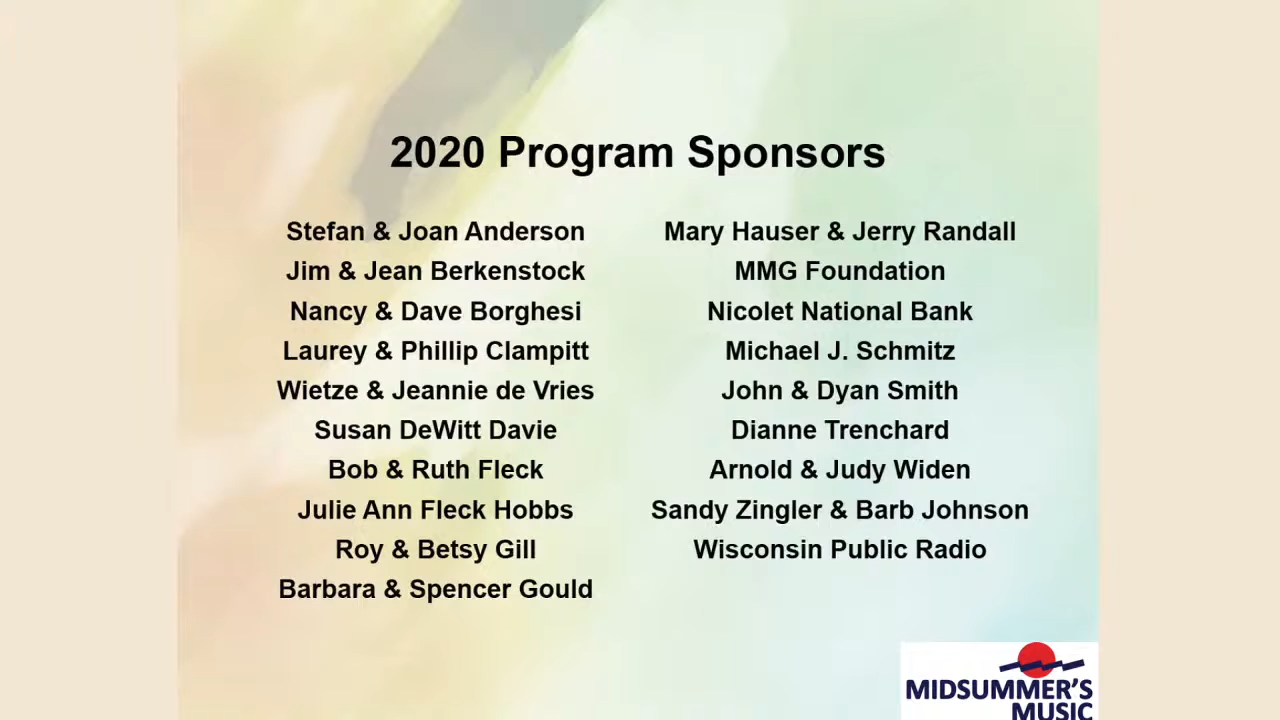 2020 Program Sponsors
Stefan & Joan Anderson
Jim & Jean Berkenstock
Nancy & Dave Borghesi
Laurey & Phillip Clampitt
Wietze & Jeannie de Vries
Susan DeWitt Davie
Bob & Ruth Fleck
Julie Ann Fleck Hobbs
Roy & Betsy Gill
Barbara & Spencer Gould
Mary Hauser & Jerry Randall
MMG Foundation
Nicolet National Bank
Michael J. Schmitz
John & Dyan Smith
Dianne Trenchard
Arnold & Judy Widen
Sandy Zingler & Barb Johnson
Wisconsin Public Radio
MIDSUMMER'S
MUSIC